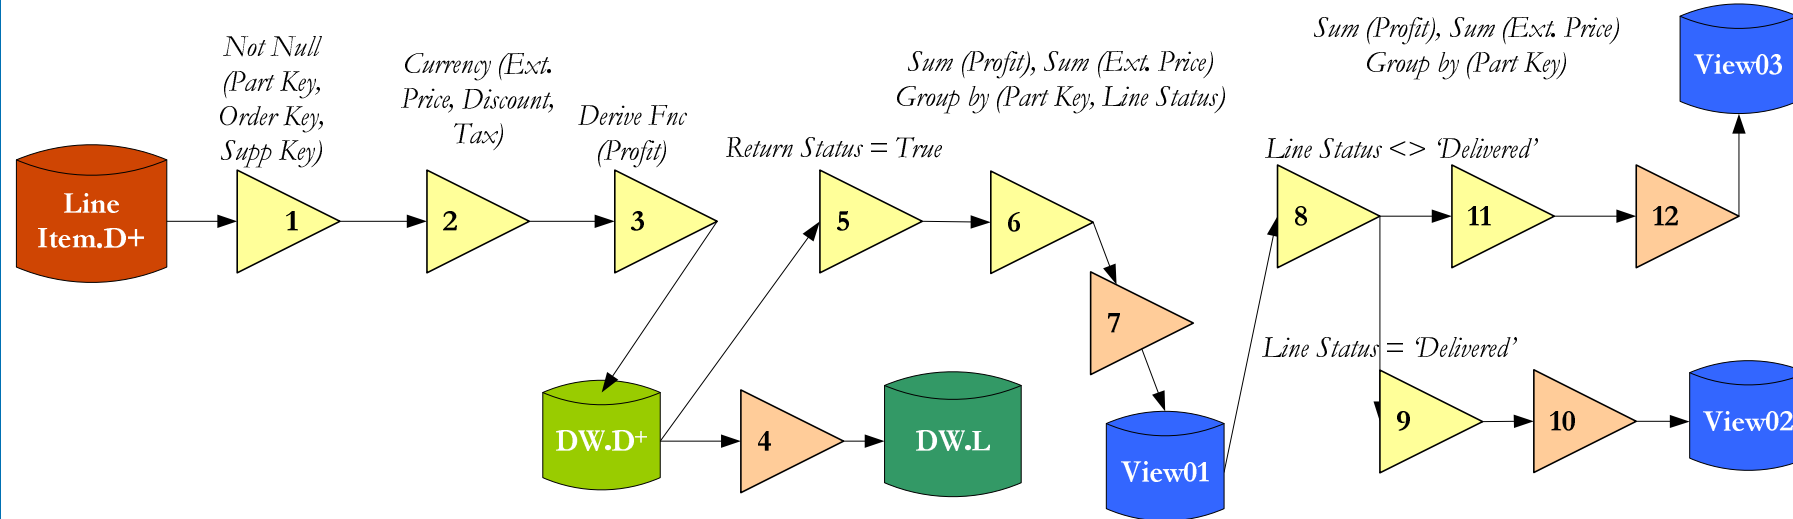 Not Null
(Part Key,
Order Key,
Supp Key)
Currency (Ext.
Price, Discount,
Tax)
Derive Fnc
(Profit)
Return Status = True
Sum (Profit), Sum (Ext. Price)
Group by (Part Key, Line Status)
Sum (Profit), Sum (Ext. Price)
Group by (Part Key)
View03
Line Status <> ‘Delivered’
Line
Item.D+
1
2
3
5
6
8
11
12
7
Line Status = ‘Delivered’
DW.D+
4
DW.L
View01
9
10
View02